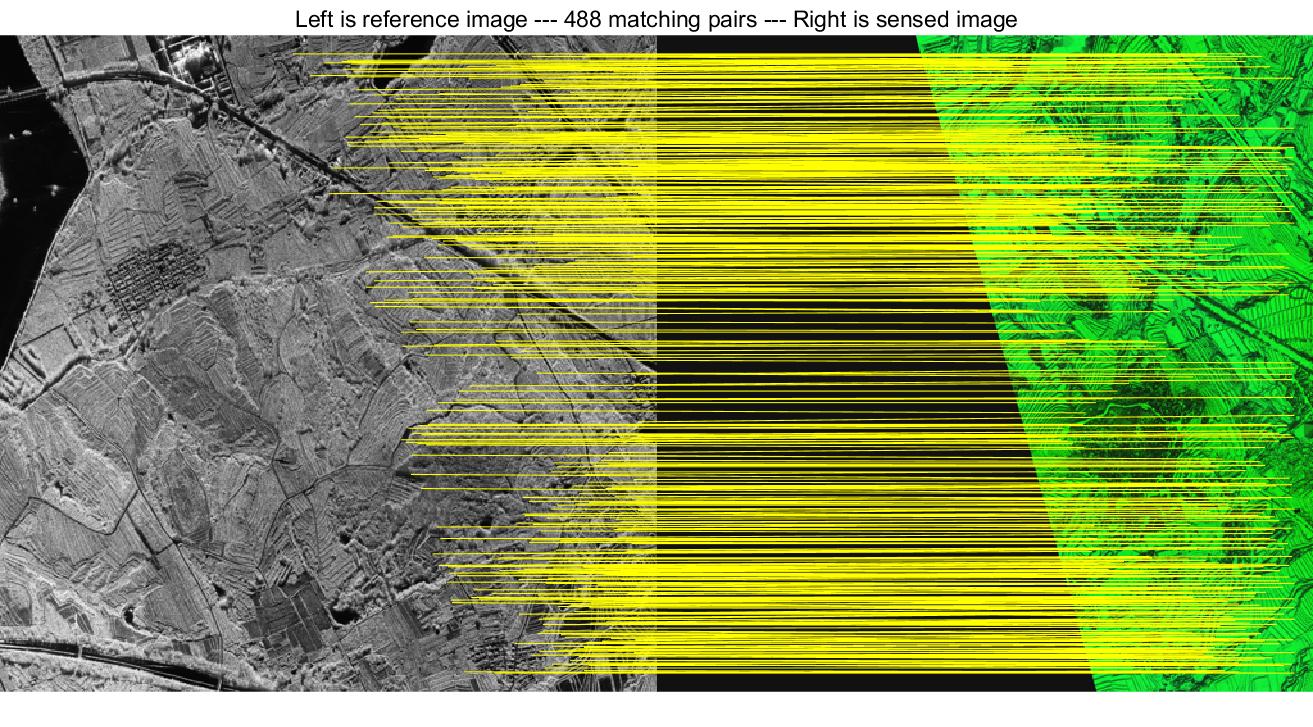 Left is reference image --- 488 matching pairs --- Right is sensed image